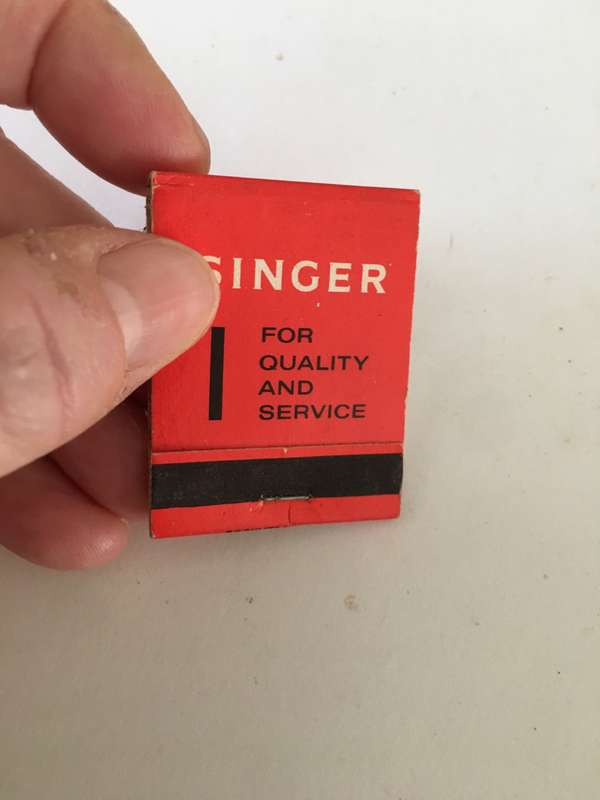 SINGER
FOR
QUALITY
AND
SERVICE